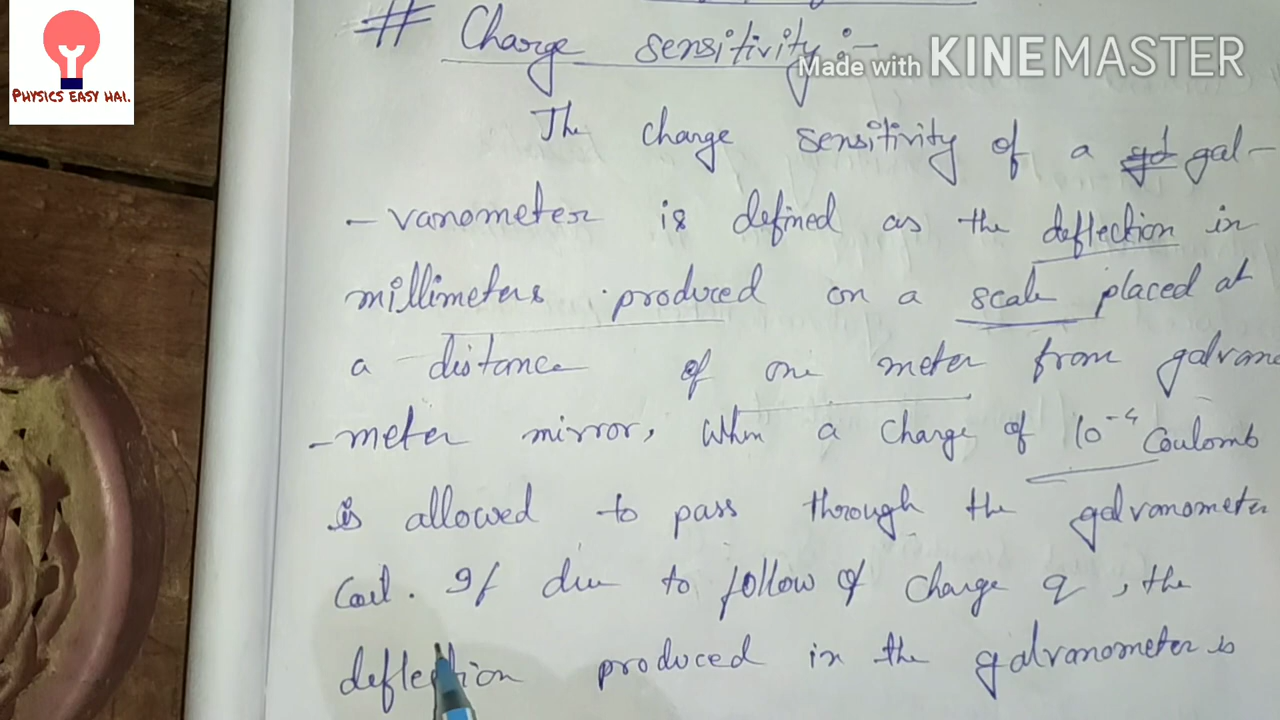 # Charge sensitivity :-
Made with KINEMASTER
PHYSICS EASY HAI.
The charge sensitivity of a gal-
-vanometer is defined as the deflection in
millimeters produced on a scale placed at
a distance of one meter from galvano
-meter mirror, When a charge of 10⁻⁴ Coulomb
is allowed to pass through the galvanometer
Coil. If due to follow of charge q, the
deflection produced in the galvanometer is